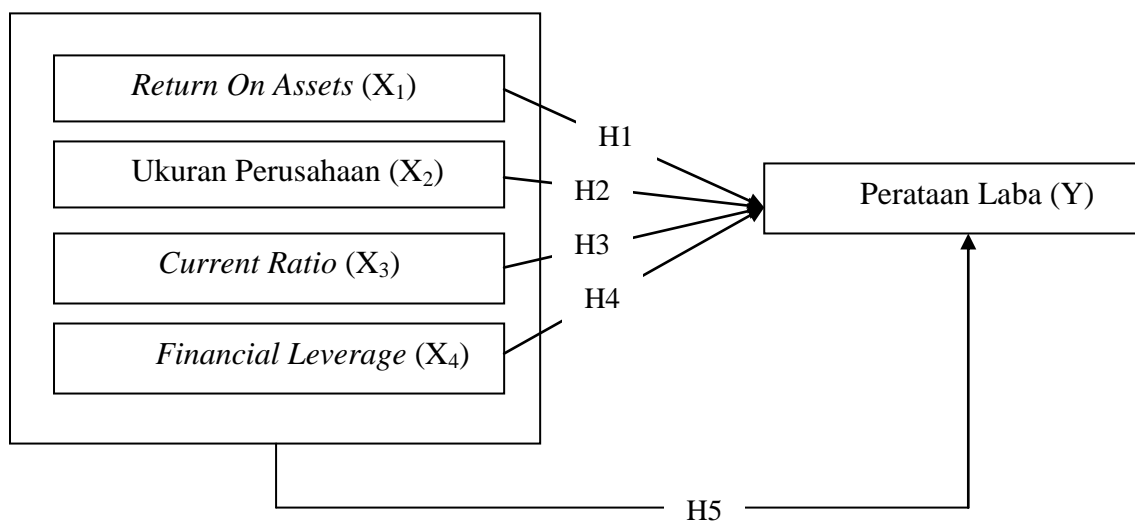 Return On Assets (X₁)
H1
Ukuran Perusahaan (X₂)
H2
Perataan Laba (Y)
Current Ratio (X₃)
H3
H4
Financial Leverage (X₄)
H5